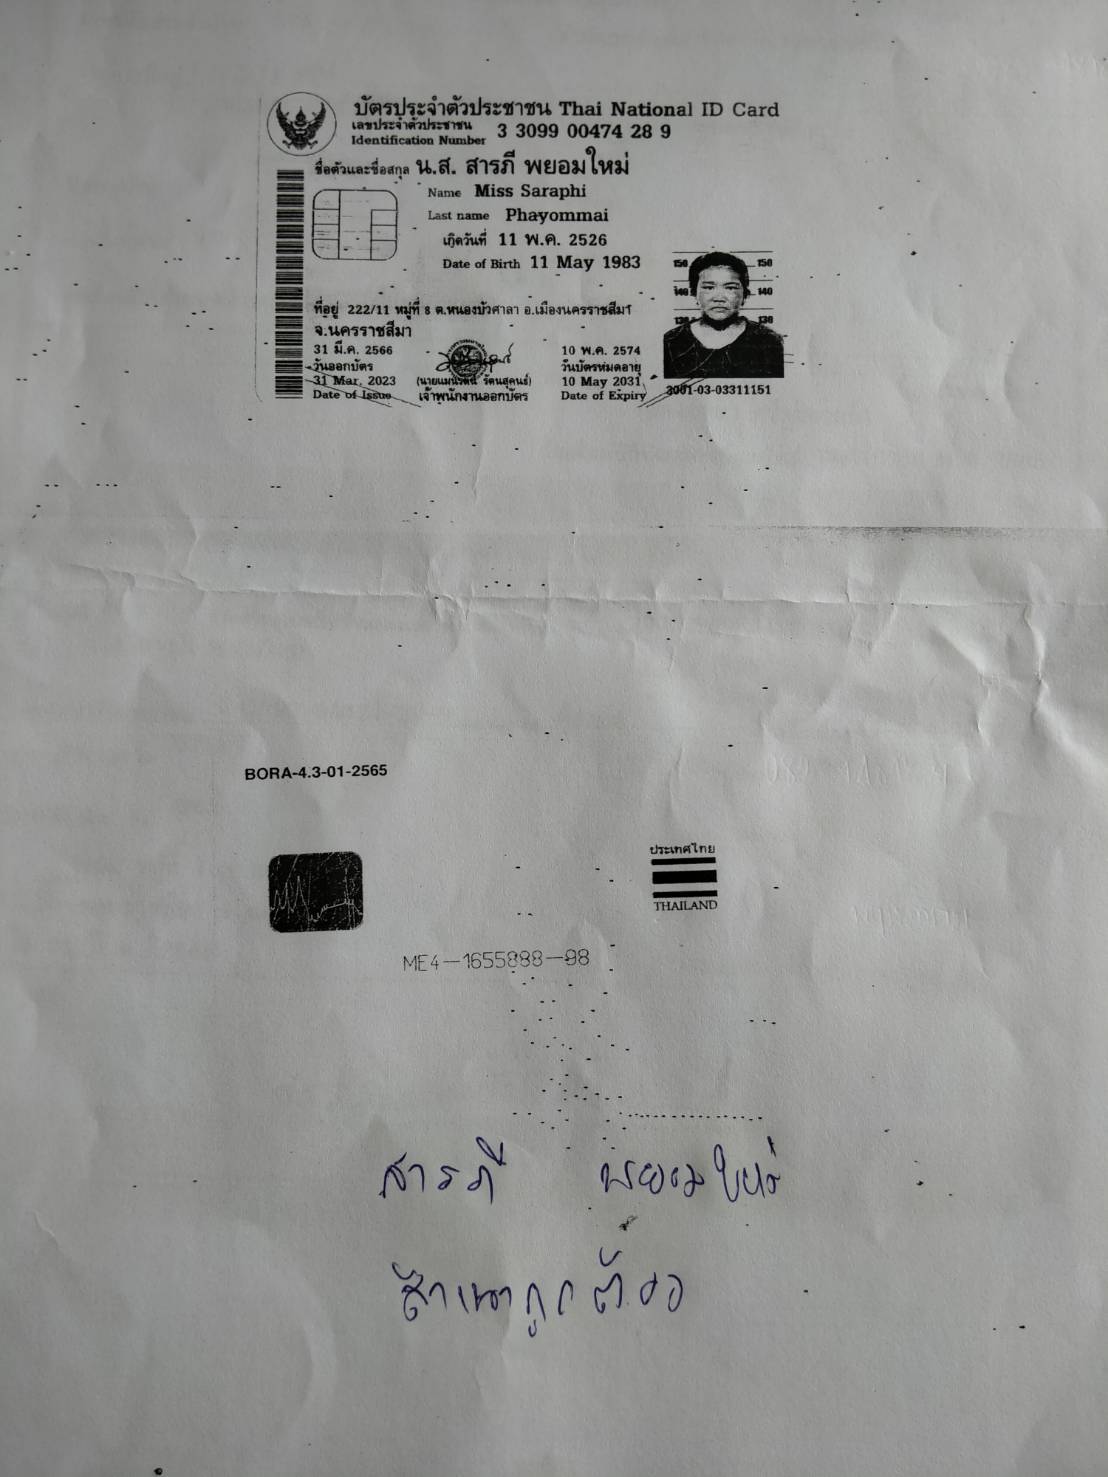 บัตรประจำตัวประชาชน Thai National ID Card
เลขประจำตัวประชาชน
Identification Number 3 3099 00474 28 9
ชื่อตัวและชื่อสกุล น.ส. สารภี พยอมใหม่
Name Miss Saraphi
Last name Phayommai
เกิดวันที่ 11 พ.ค. 2526
Date of Birth 11 May 1983
150 150
140 140
130 130
ที่อยู่ 222/11 หมู่ที่ 8 ต.หนองบัวศาลา อ.เมืองนครราชสีมา
จ.นครราชสีมา
31 มี.ค. 2566
วันออกบัตร
31 Mar. 2023
Date of Issue
เจ้าพนักงานออกบัตร
10 พ.ค. 2574
วันบัตรหมดอายุ
10 May 2031
Date of Expiry
3001-03-03311151
BORA-4.3-01-2565
ประเทศไทย
THAILAND
ME4-1655888-98
สารภี พยอมใหม่
สำเนาถูกต้อง